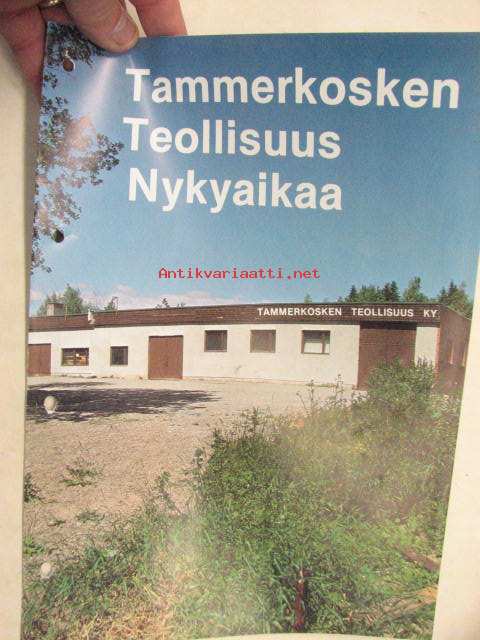 Tammerkosken
Teollisuus
Nykyaikaa
Antikvariaatti.net
TAMMERKOSKEN TEOLLISUUS KY